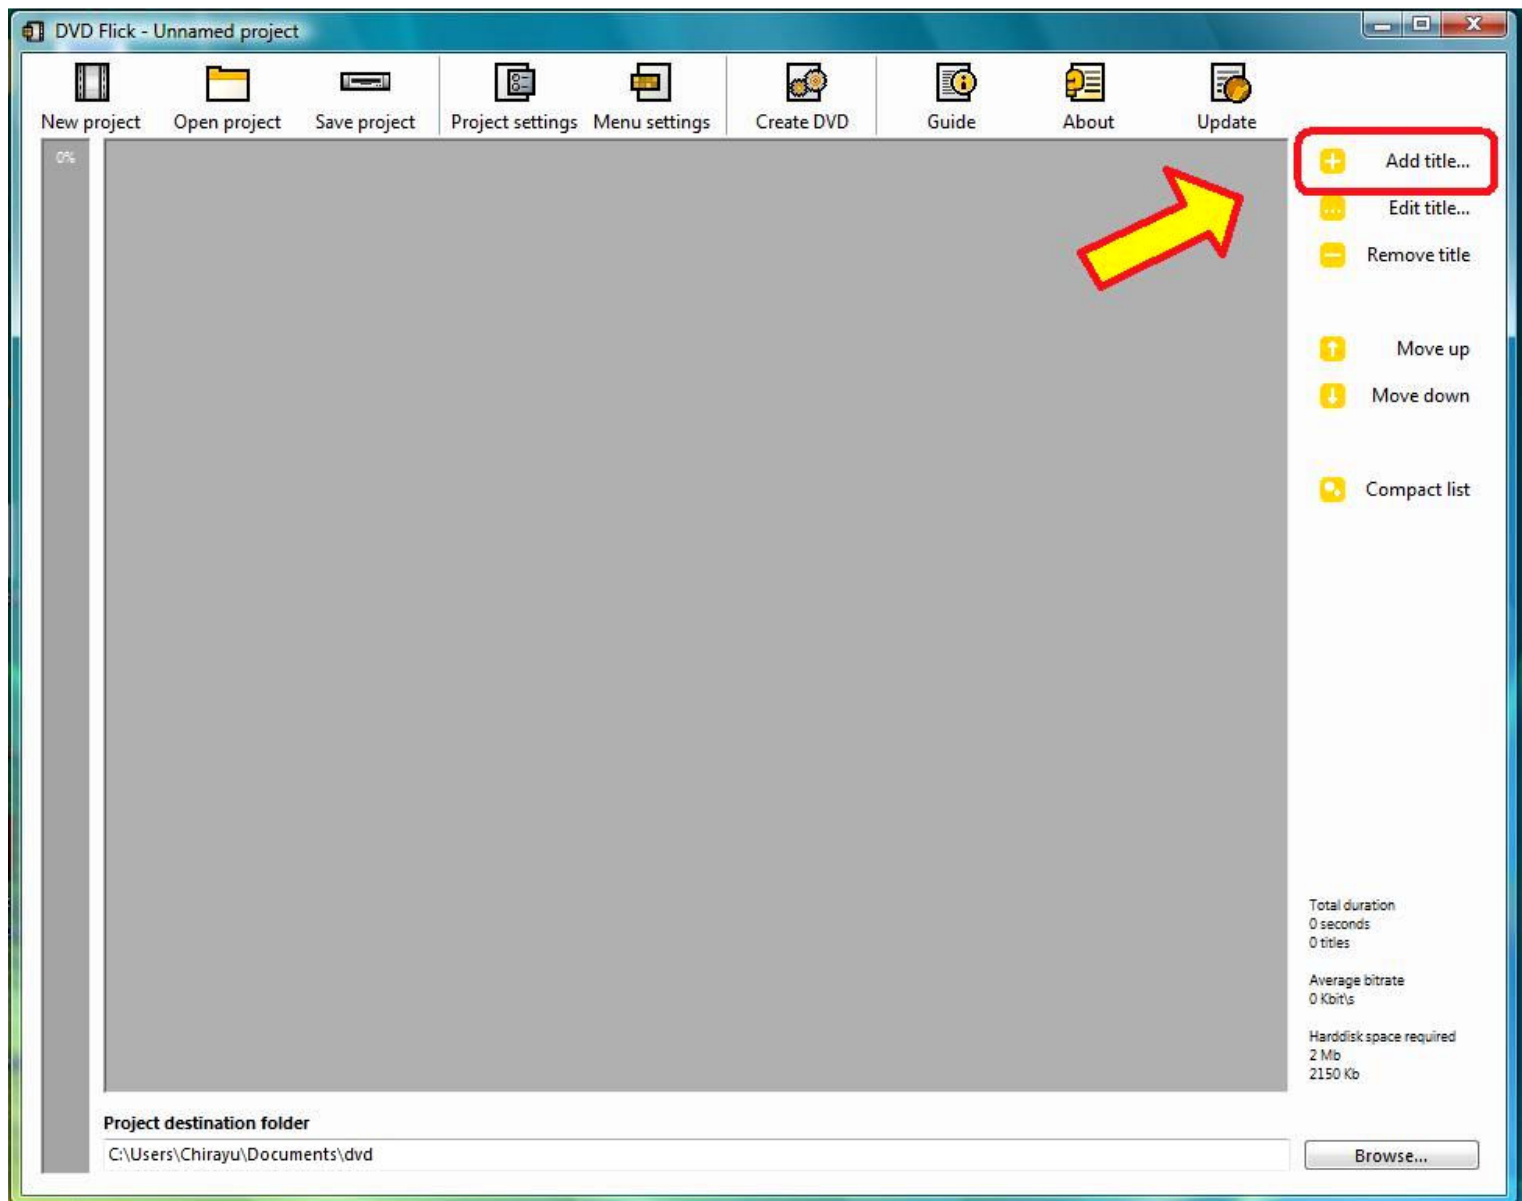 DVD Flick - Unnamed project
New project Open project Save project Project settings Menu settings Create DVD Guide About Update
0%
Add title...
Edit title...
Remove title
Move up
Move down
Compact list
Total duration
0 seconds
0 titles
Average bitrate
0 Kbit\s
Harddisk space required
2 Mb
2150 Kb
Project destination folder
C:\Users\Chirayu\Documents\dvd
Browse...